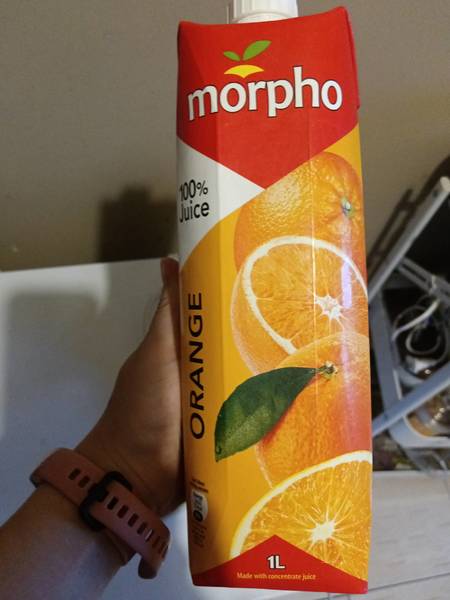 morpho
100%
Juice
ORANGE
1L
Made with concentrate juice